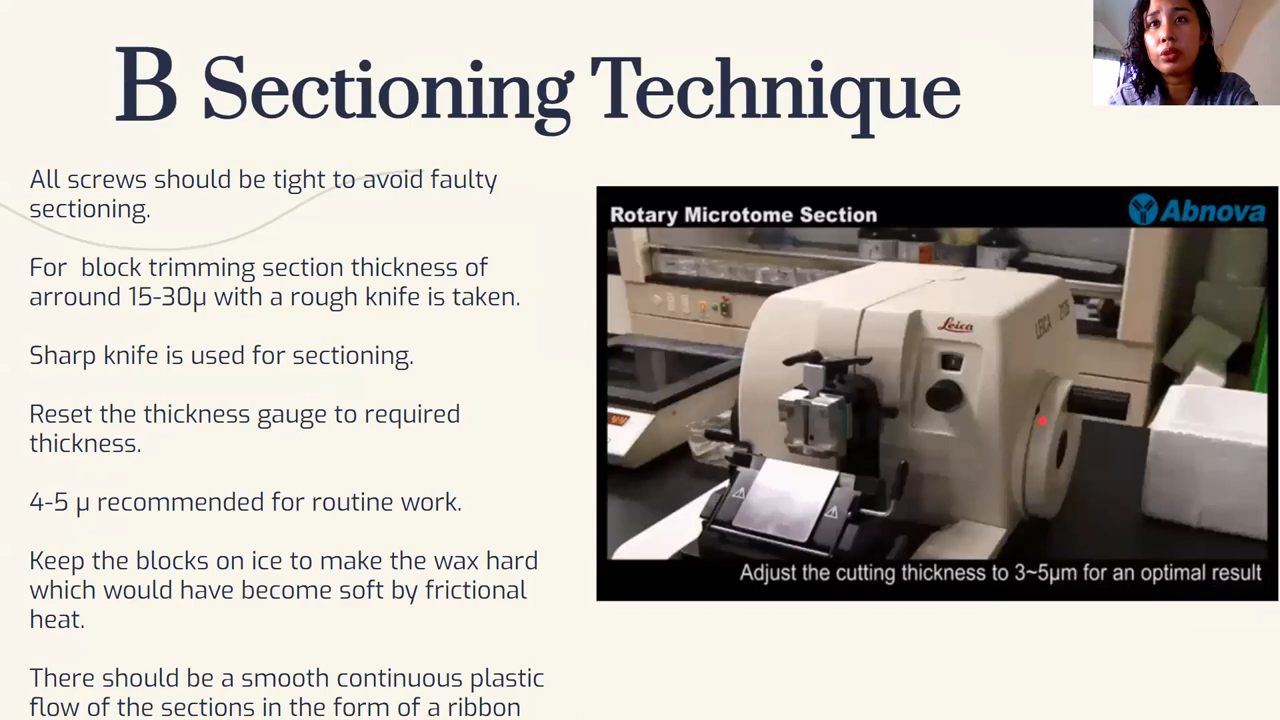 B Sectioning Technique
All screws should be tight to avoid faulty
sectioning.
For block trimming section thickness of
arround 15-30µ with a rough knife is taken.
Sharp knife is used for sectioning.
Reset the thickness gauge to required
thickness.
4-5 µ recommended for routine work.
Keep the blocks on ice to make the wax hard
which would have become soft by frictional
heat.
There should be a smooth continuous plastic
flow of the sections in the form of a ribbon
Rotary Microtome Section
Abnova
Leica
Adjust the cutting thickness to 3~5µm for an optimal result